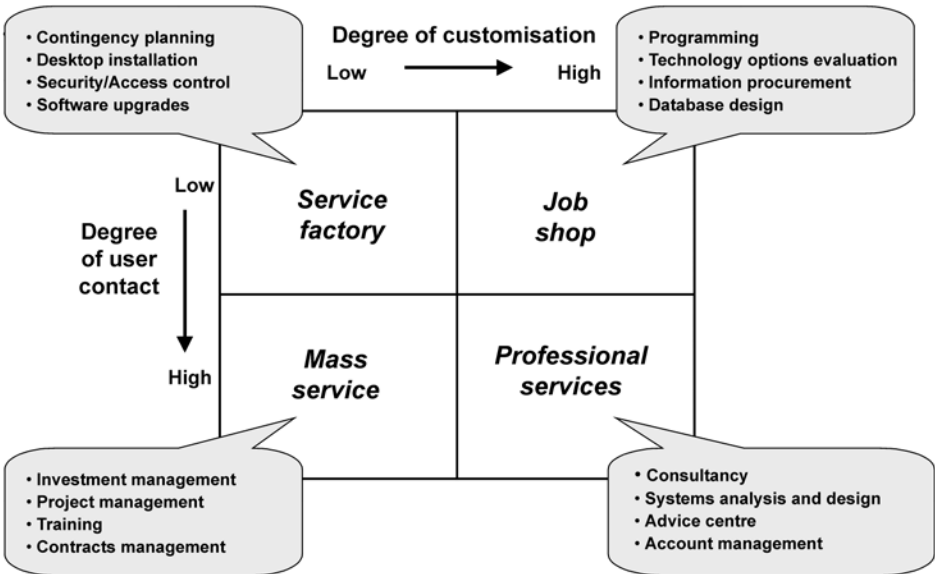 • Contingency planning
• Desktop installation
• Security/Access control
• Software upgrades
Degree of customisation
Low
High
• Programming
• Technology options evaluation
• Information procurement
• Database design
Low
Degree
of user
contact
High
Service
factory
Job
shop
Mass
service
Professional
services
• Investment management
• Project management
• Training
• Contracts management
• Consultancy
• Systems analysis and design
• Advice centre
• Account management